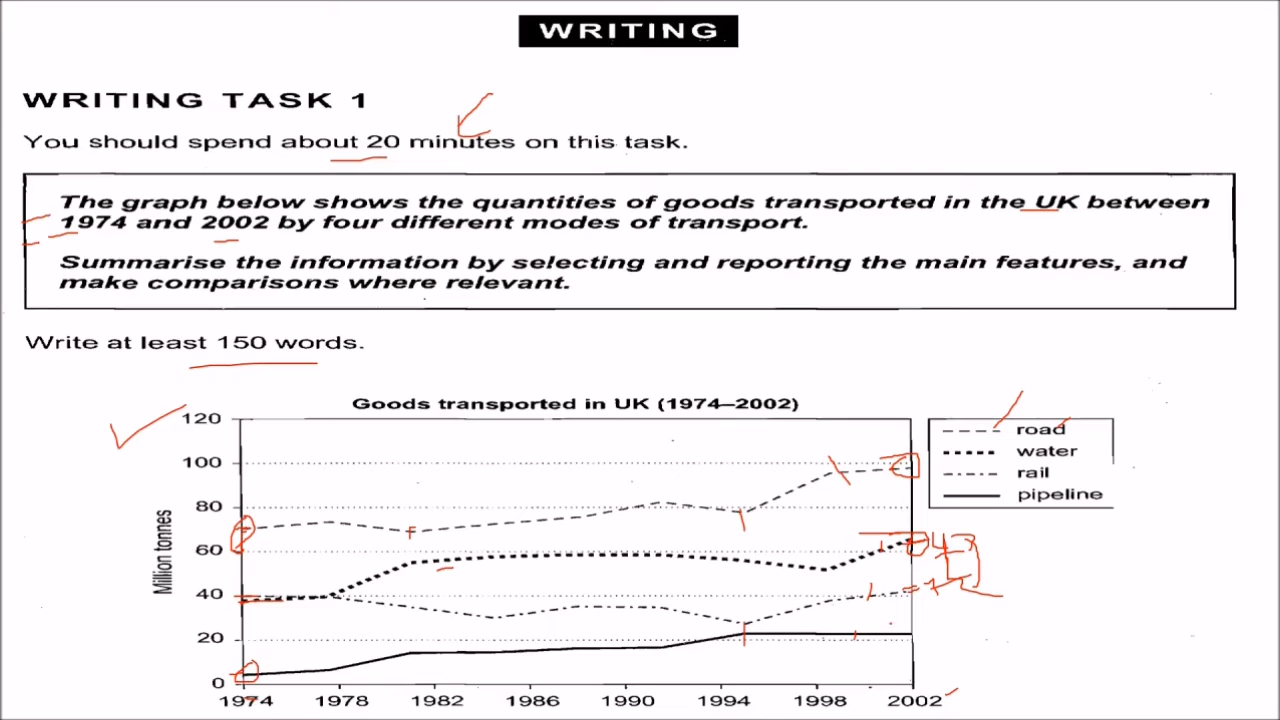 WRITING
WRITING TASK 1
You should spend about 20 minutes on this task.
The graph below shows the quantities of goods transported in the UK between
1974 and 2002 by four different modes of transport.
Summarise the information by selecting and reporting the main features, and
make comparisons where relevant.
Write at least 150 words.
Goods transported in UK (1974–2002)
Million tonnes
120
100
80
60
40
20
0
1974 1978 1982 1986 1990 1994 1998 2002
road
water
rail
pipeline